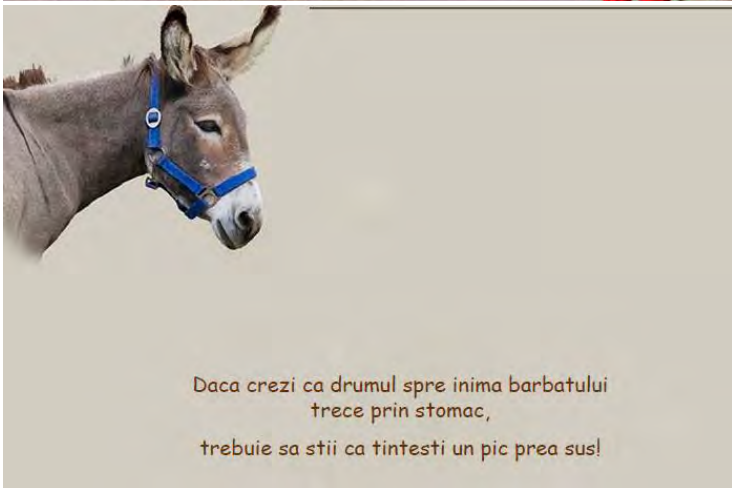 Daca crezi ca drumul spre inima barbatului
trece prin stomac,
trebuie sa stii ca tintesti un pic prea sus!